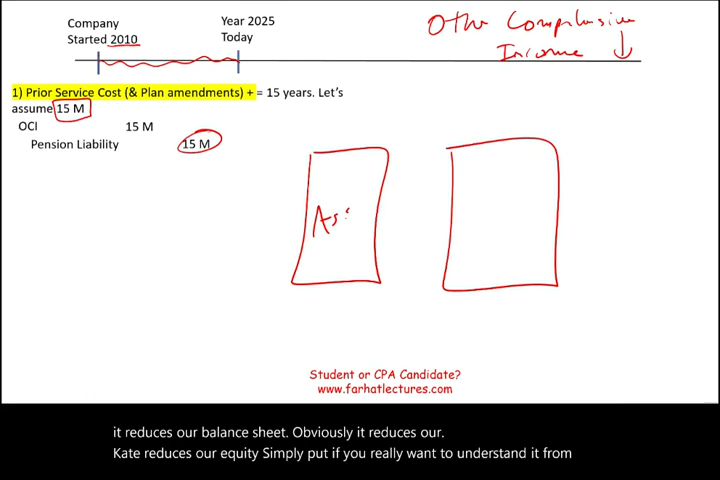 Company
Started 2010
Year 2025
Today
Othe Comprehensive
Income ↓
1) Prior Service Cost (& Plan amendments) + = 15 years. Let's
assume 15 M
OCI 15 M
Pension Liability 15 M
As
Student or CPA Candidate?
www.farhatlectures.com
it reduces our balance sheet. Obviously it reduces our.
Kate reduces our equity Simply put if you really want to understand it from